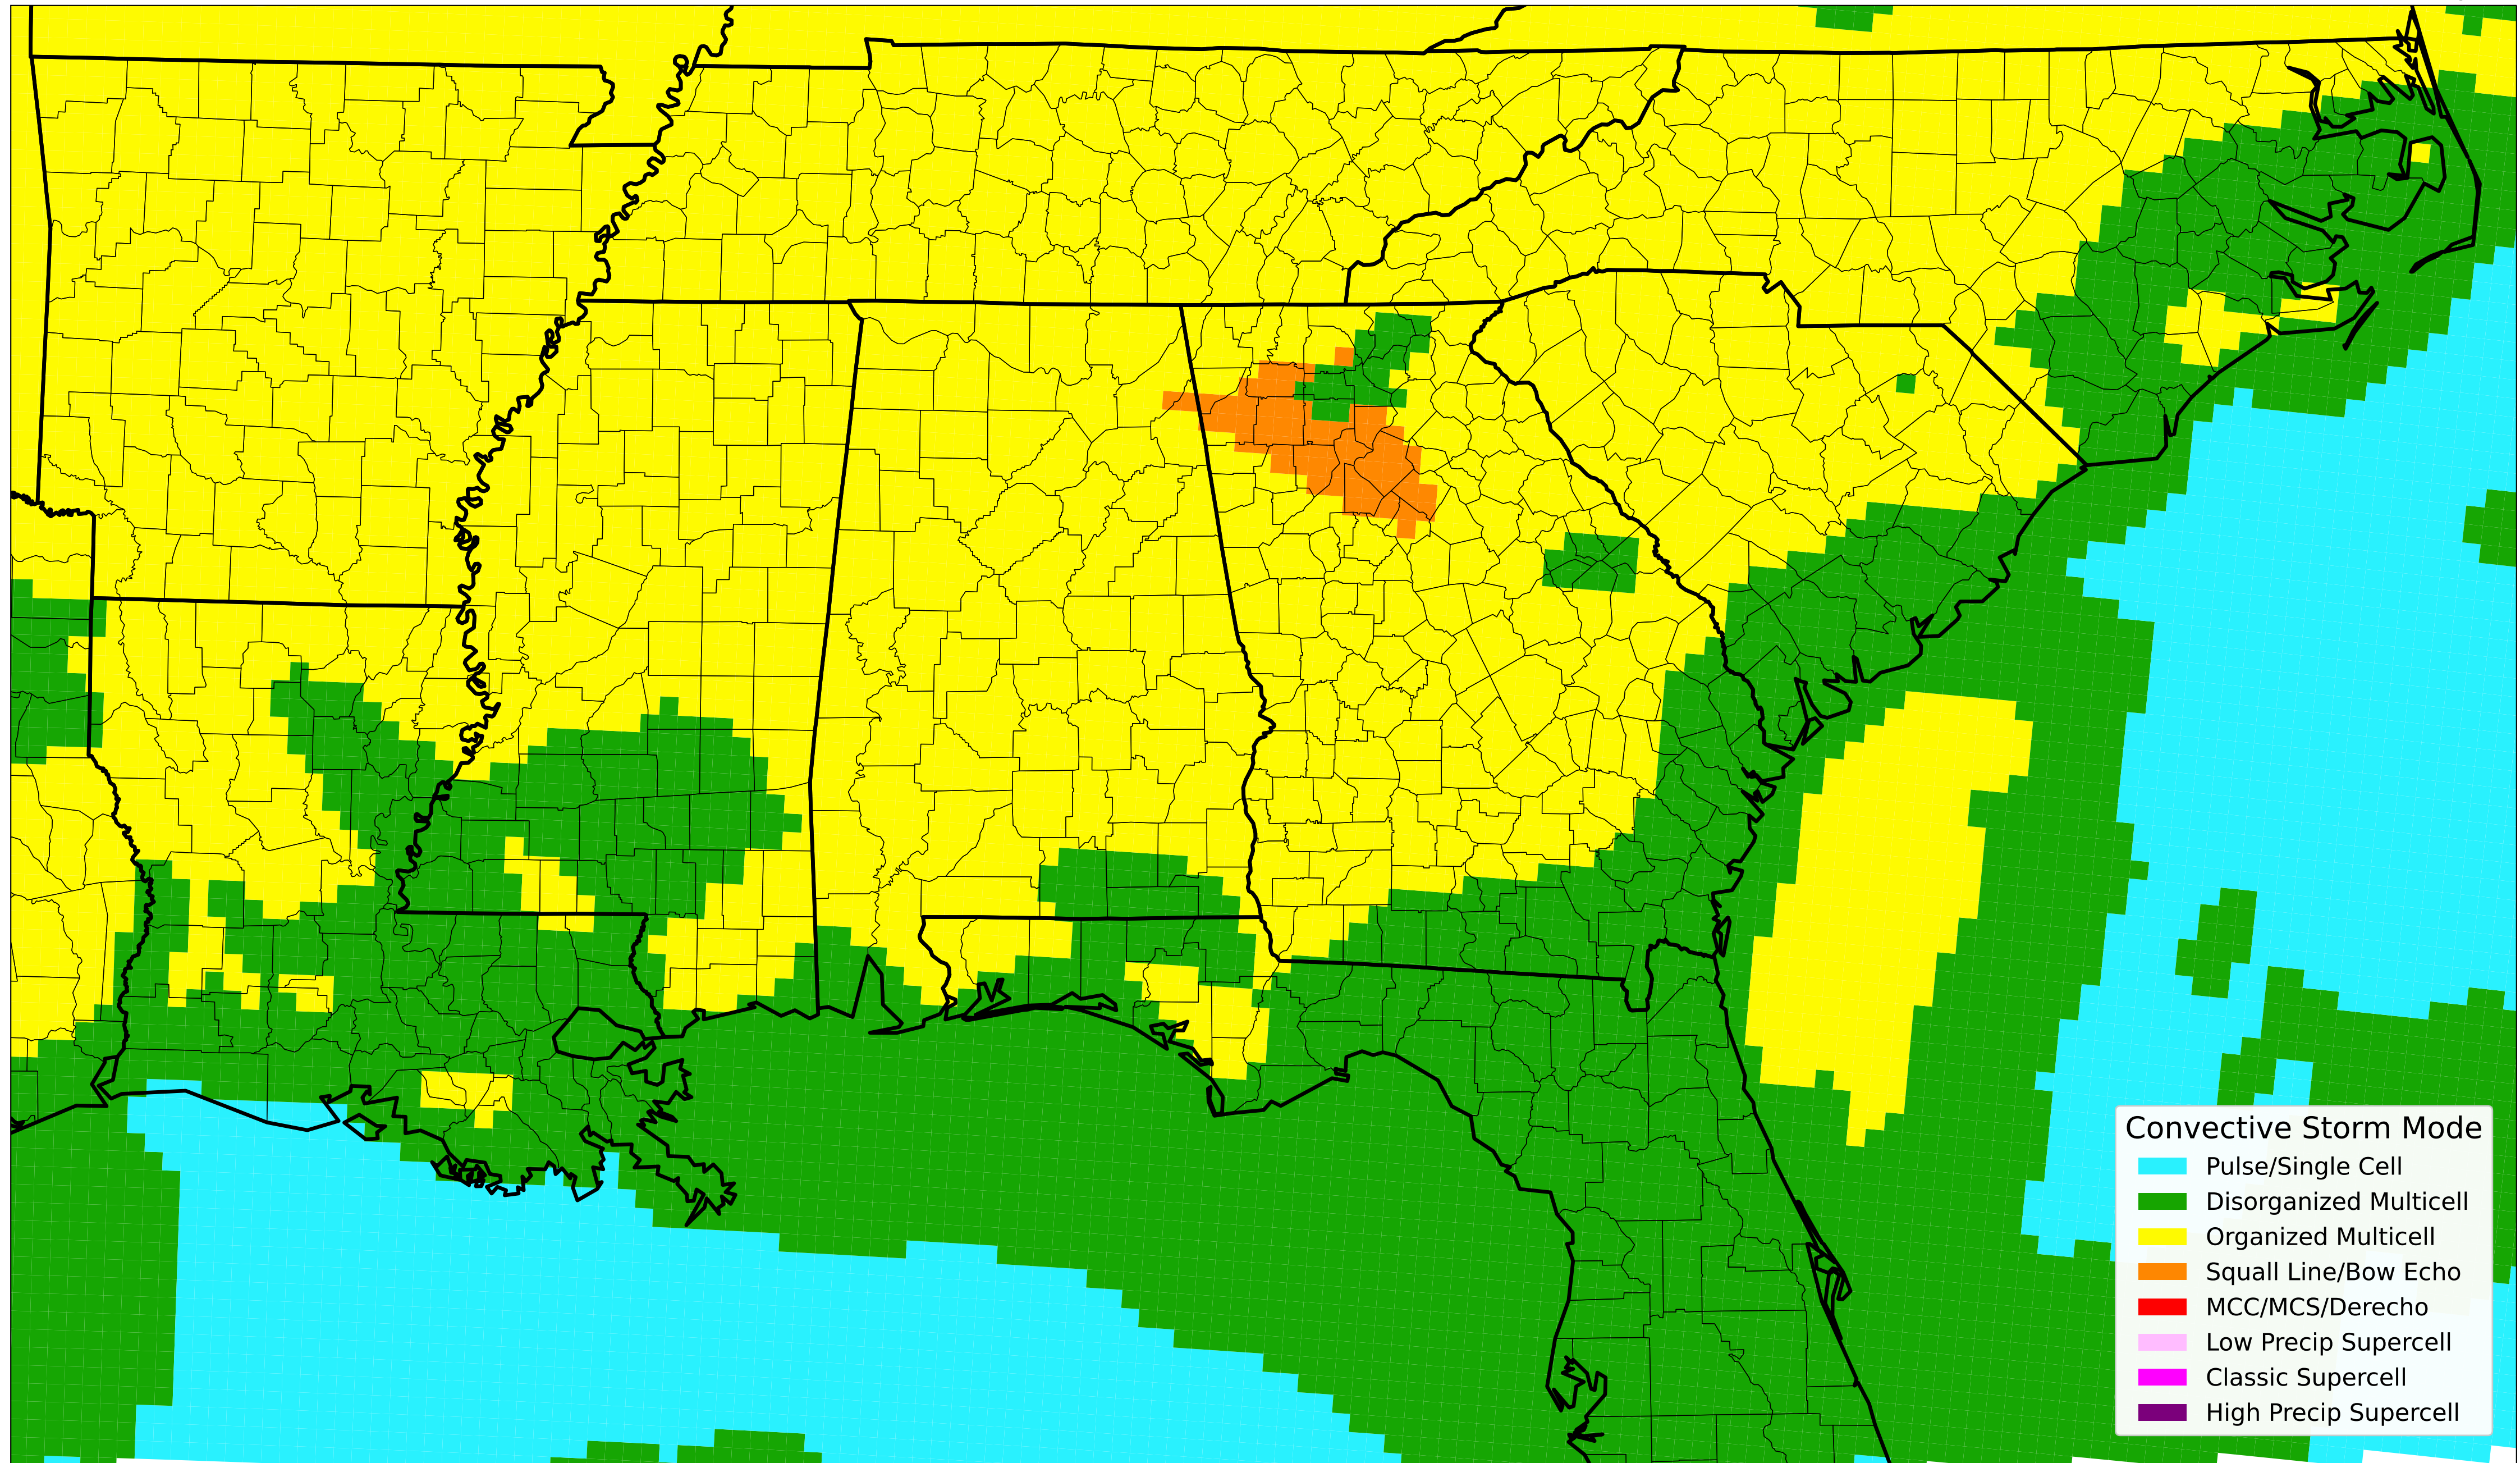 Convective Storm Mode
Pulse/Single Cell
Disorganized Multicell
Organized Multicell
Squall Line/Bow Echo
MCC/MCS/Derecho
Low Precip Supercell
Classic Supercell
High Precip Supercell